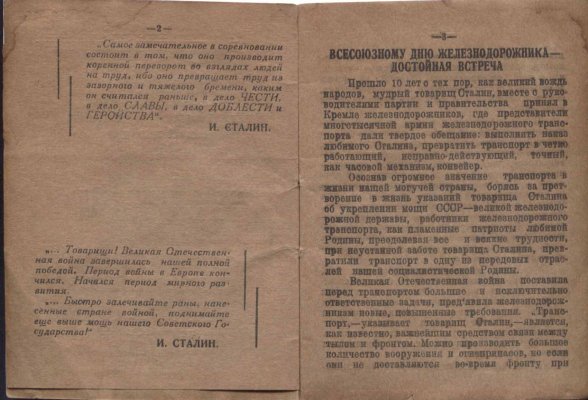 —2—
„Самое замечательное в соревновании
состоит в том, что оно производит
коренной переворот во взглядах людей
на труд, ибо оно превращает труд из
зазорного и тяжелого бремени, каким
он считался раньше, в дело ЧЕСТИ,
в дело СЛАВЫ, в дело ДОБЛЕСТИ и
ГЕРОЙСТВА".
И. СТАЛИН.
„... Товарищи! Великая Отечествен-
ная война завершилась нашей полной
победой. Период войны в Европе кон-
чился. Начался период мирного раз-
вития.
„... Быстро залечивайте раны, нане-
сенные стране войной, поднимайте
еще выше мощь нашего Советского Го-
сударства!"
И. СТАЛИН.
—3—
ВСЕСОЮЗНОМУ ДНЮ ЖЕЛЕЗНОДОРОЖНИКА—
ДОСТОЙНАЯ ВСТРЕЧА
Прошло 10 лет с тех пор, как великий вождь
народов, мудрый товарищ Сталин, вместе с ру-
ководителями партии и правительства принял в
Кремле железнодорожников, где представители
многотысячной армии железнодорожного транс-
порта дали твердое обещание: выполнить наказ
любимого Сталина, превратить транспорт в четко
работающий, исправно-действующий, точный,
как часовой механизм, конвейер.
Осознав огромное значение транспорта в
жизни нашей могучей страны, борясь за прет-
ворение в жизнь указаний товарища Сталина
об укреплении мощи СССР—великой железнодо-
рожной державы, работники железнодорожного
транспорта, как пламенные патриоты любимой
Родины, преодолевая все и всякие трудности,
при неустанной заботе товарища Сталина, пре-
вратили транспорт в одну из передовых отрас-
лей нашей социалистической Родины.
Великая Отечественная война поставила
перед транспортом большие и исключительно
ответственные задачи, пред'явила железнодорож-
никам новые, повышенные требования. „Транс-
порт,—указывает товарищ Сталин,—является,
как известно, важнейшим средством связи между
тылом и фронтом. Можно производить большое
количество вооружения и огнеприпасов, но если
они не доставляются во-время фронту при